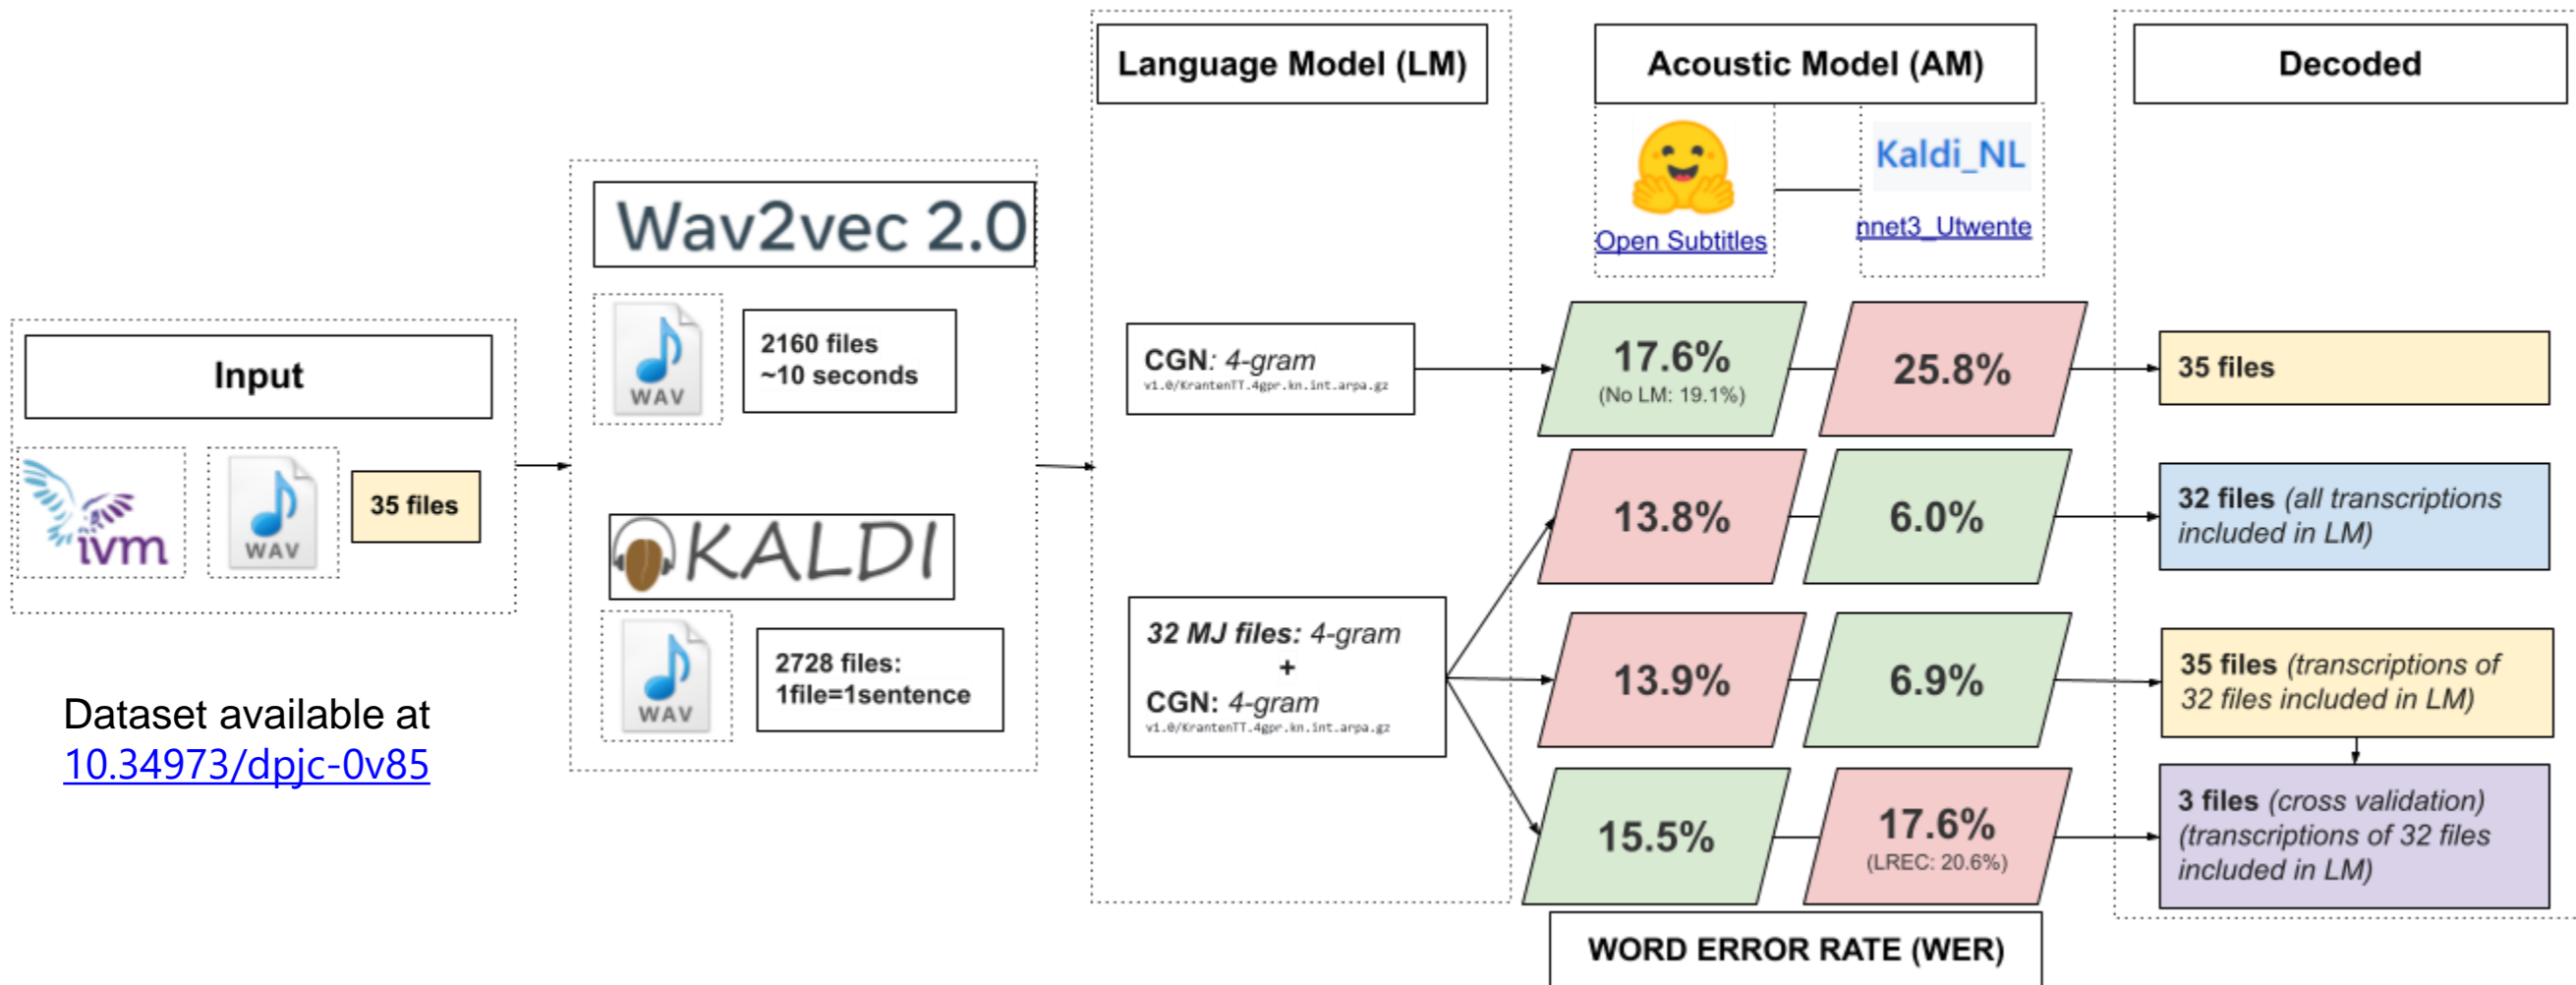 Input
ivm
WAV
35 files
Dataset available at
10.34973/dpjc-0v85
Wav2vec 2.0
WAV
2160 files
~10 seconds
KALDI
WAV
2728 files:
1file=1sentence
Language Model (LM)
CGN: 4-gram
v1.0/KrantenTT.4gpr.kn.int.arpa.gz
32 MJ files: 4-gram
+
CGN: 4-gram
v1.0/KrantenTT.4gpr.kn.int.arpa.gz
Acoustic Model (AM)
Open Subtitles
Kaldi_NL
nnet3_Utwente
17.6%
(No LM: 19.1%)
25.8%
13.8%
6.0%
13.9%
6.9%
15.5%
17.6%
(LREC: 20.6%)
WORD ERROR RATE (WER)
Decoded
35 files
32 files (all transcriptions
included in LM)
35 files (transcriptions of
32 files included in LM)
3 files (cross validation)
(transcriptions of 32 files
included in LM)